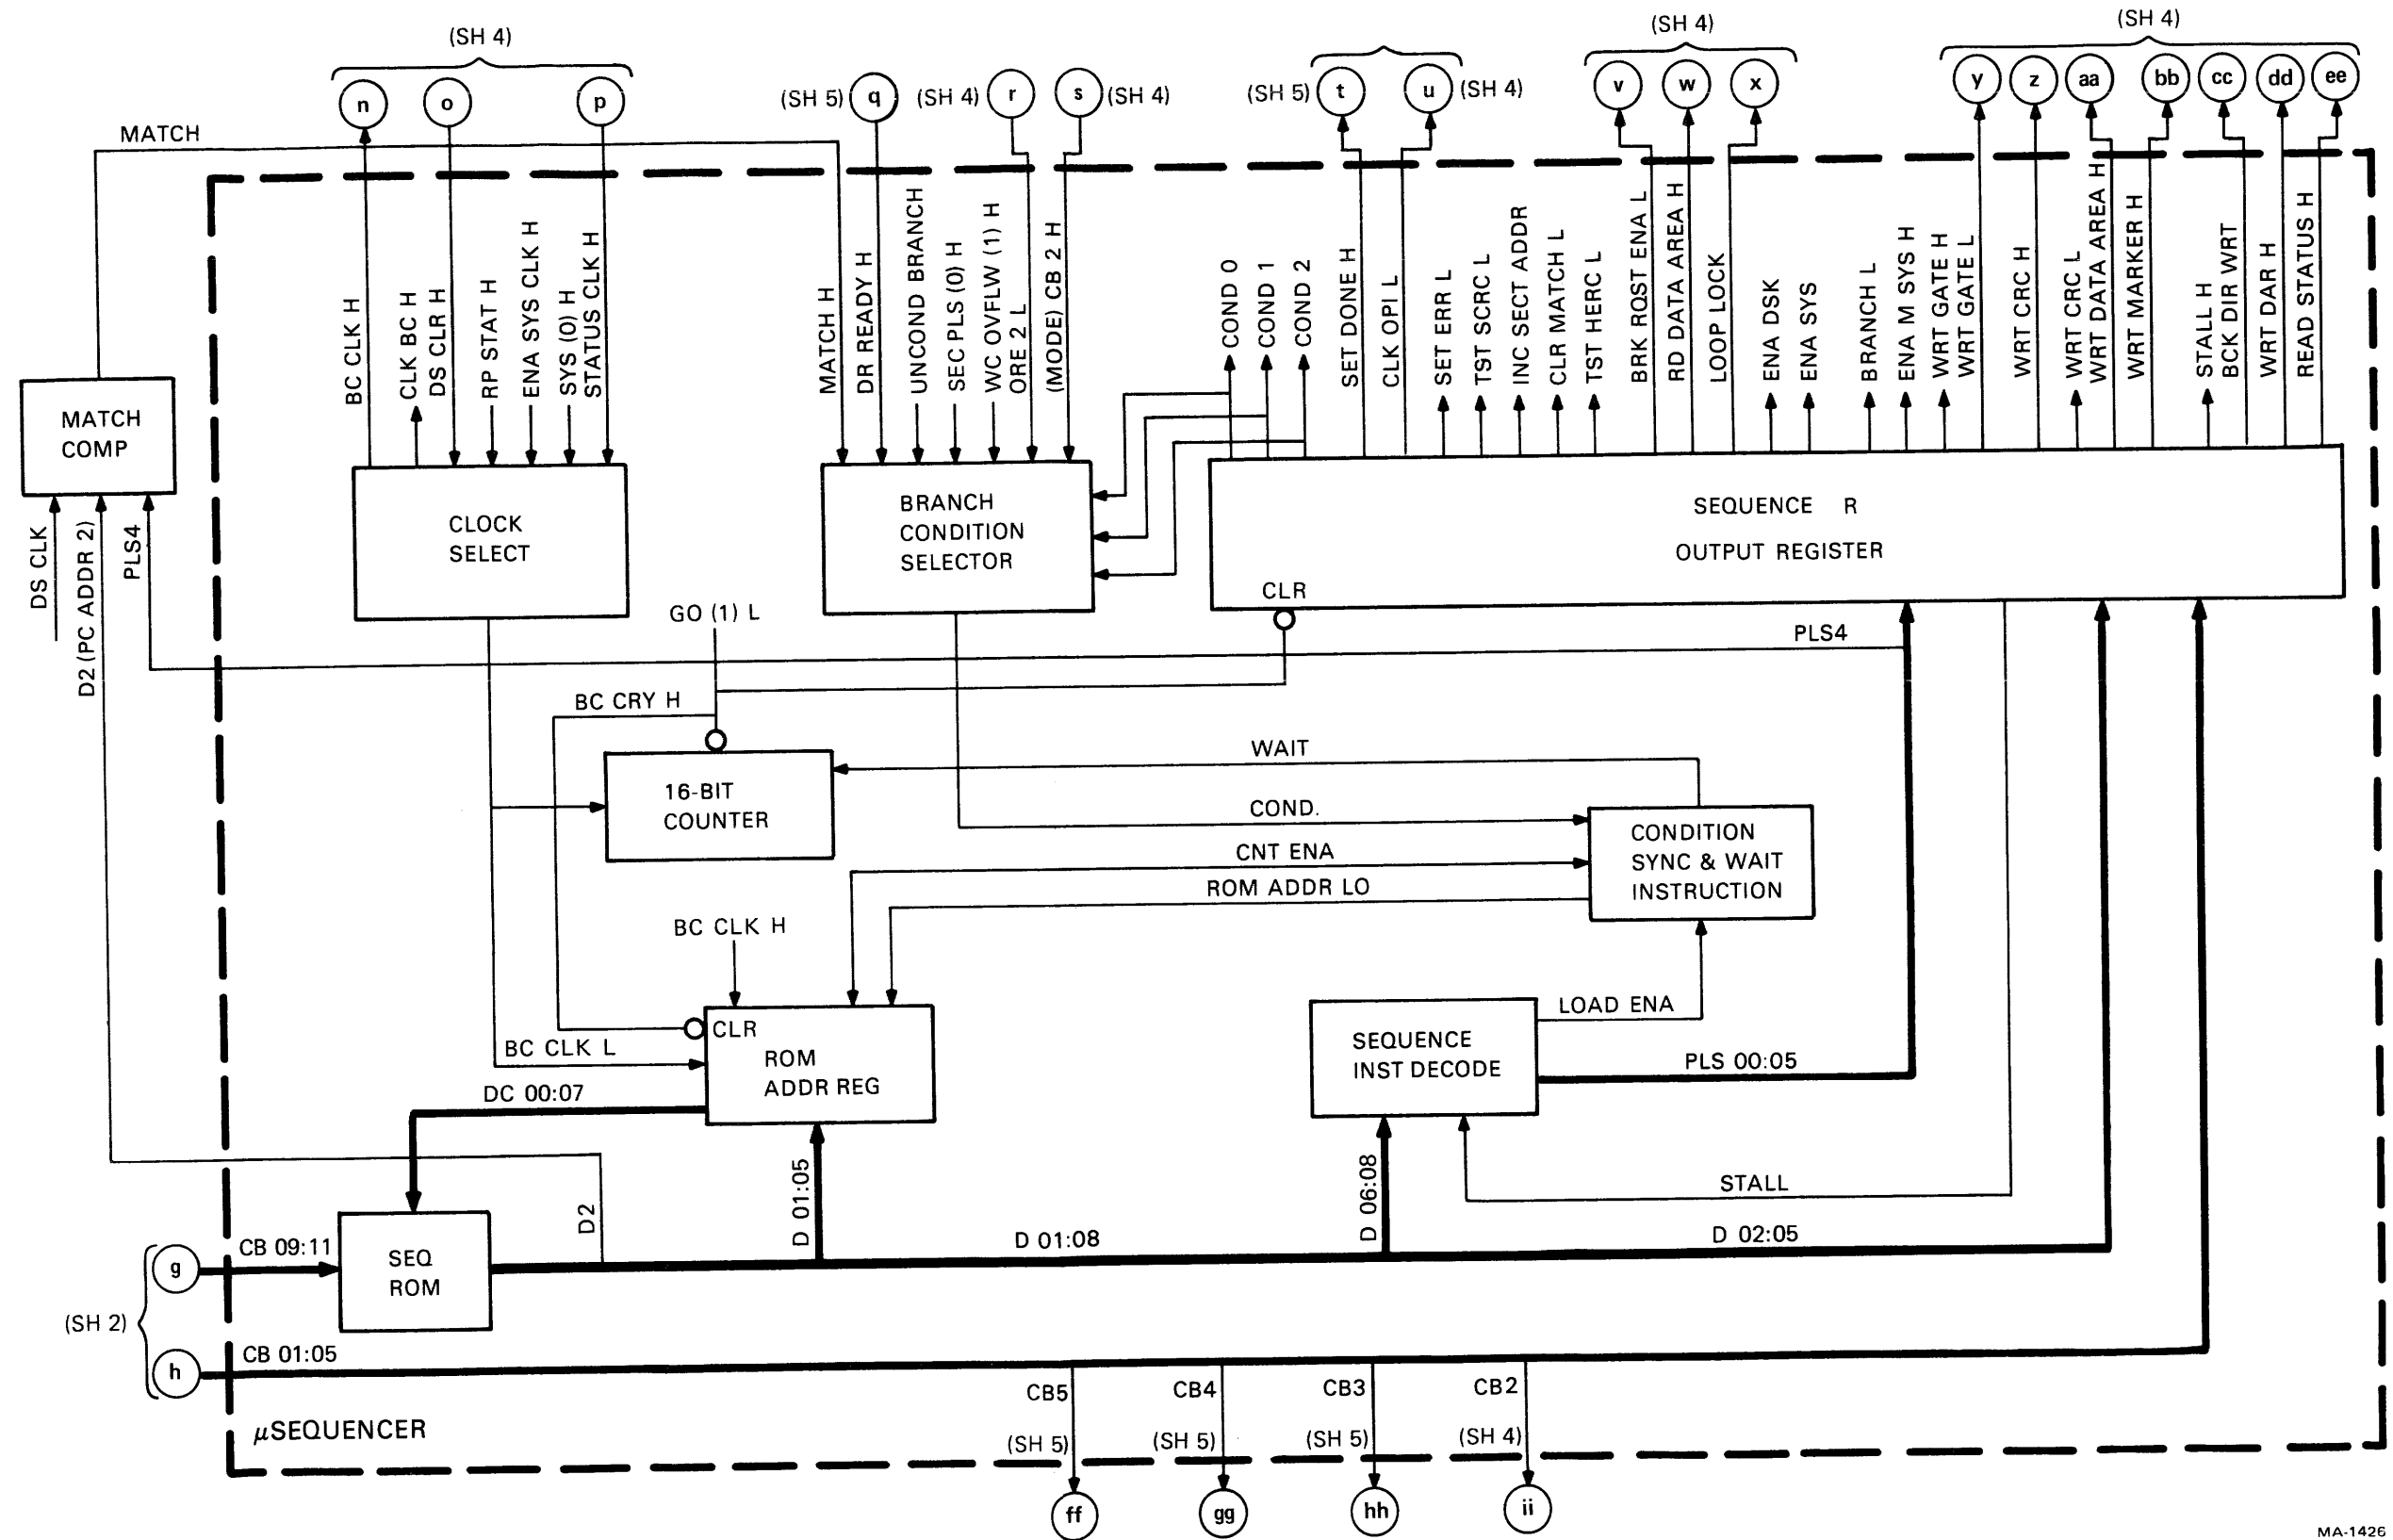 (SH 4)
(SH 4)
(SH 4)
n
o
p
(SH 5)
q
(SH 4)
r
s
(SH 4)
(SH 5)
t
u
(SH 4)
v
w
x
y
z
aa
bb
cc
dd
ee
MATCH
BC CLK H
CLK BC H
DS CLR H
RP STAT H
ENA SYS CLK H
SYS (0) H
STATUS CLK H
MATCH H
DR READY H
UNCOND BRANCH
SEC PLS (0) H
WC OVFLW (1) H
ORE 2 L
(MODE) CB 2 H
COND 0
COND 1
COND 2
SET DONE H
CLK OPI L
SET ERR L
TST SCRC L
INC SECT ADDR
CLR MATCH L
TST HERC L
BRK RQST ENA L
RD DATA AREA H
LOOP LOCK
ENA DSK
ENA SYS
BRANCH L
ENA M SYS H
WRT GATE H
WRT GATE L
WRT CRC H
WRT CRC L
WRT DATA AREA H
WRT MARKER H
STALL H
BCK DIR WRT
WRT DAR H
READ STATUS H
MATCH
COMP
DS CLK
D2 (PC ADDR 2)
PLS4
CLOCK
SELECT
BRANCH
CONDITION
SELECTOR
SEQUENCE R
OUTPUT REGISTER
CLR
GO (1) L
PLS4
BC CRY H
WAIT
16-BIT
COUNTER
COND.
CONDITION
SYNC & WAIT
INSTRUCTION
CNT ENA
ROM ADDR LO
BC CLK H
LOAD ENA
CLR
ROM
ADDR REG
BC CLK L
SEQUENCE
INST DECODE
PLS 00:05
DC 00:07
D 01:05
D 06:08
STALL
D2
D 01:08
D 02:05
g
CB 09:11
SEQ
ROM
(SH 2)
h
CB 01:05
CB5
CB4
CB3
CB2
µSEQUENCER
(SH 5)
(SH 5)
(SH 5)
(SH 4)
ff
gg
hh
ii
MA-1426